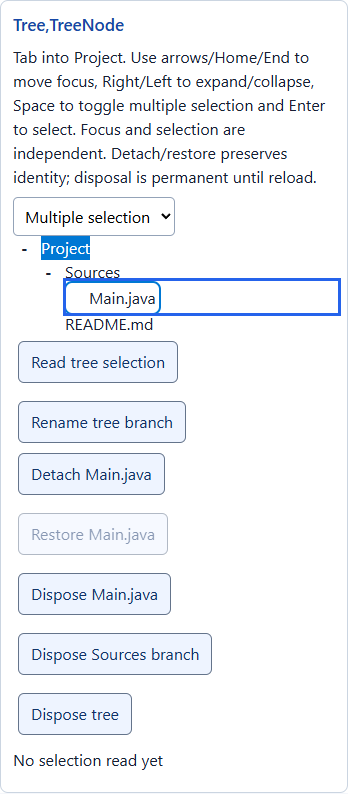 Tree,TreeNode
Tab into Project. Use arrows/Home/End to
move focus, Right/Left to expand/collapse,
Space to toggle multiple selection and Enter
to select. Focus and selection are
independent. Detach/restore preserves
identity; disposal is permanent until reload.
Multiple selection
- Project
- Sources
Main.java
README.md
Read tree selection
Rename tree branch
Detach Main.java
Restore Main.java
Dispose Main.java
Dispose Sources branch
Dispose tree
No selection read yet